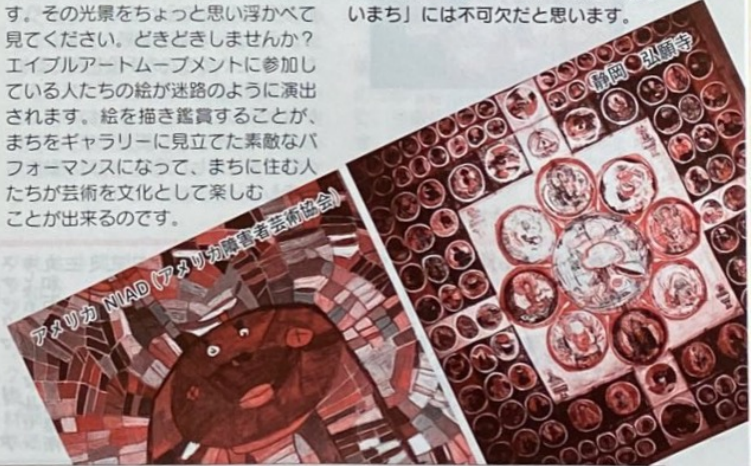 す。その光景をちょっと思い浮かべて
見てください。どきどきしませんか?
エイブルアートムーブメントに参加し
ている人たちの絵が迷路のように演出
されます。絵を描き鑑賞することが、
まちをギャラリーに見立てた素敵なパ
フォーマンスになって、まちに住む人
たちが芸術を文化として楽しむ
ことが出来るのです。
いまち」には不可欠だと思います。
静岡 弘願寺
アメリカ NIAD(アメリカ障害者芸術協会)